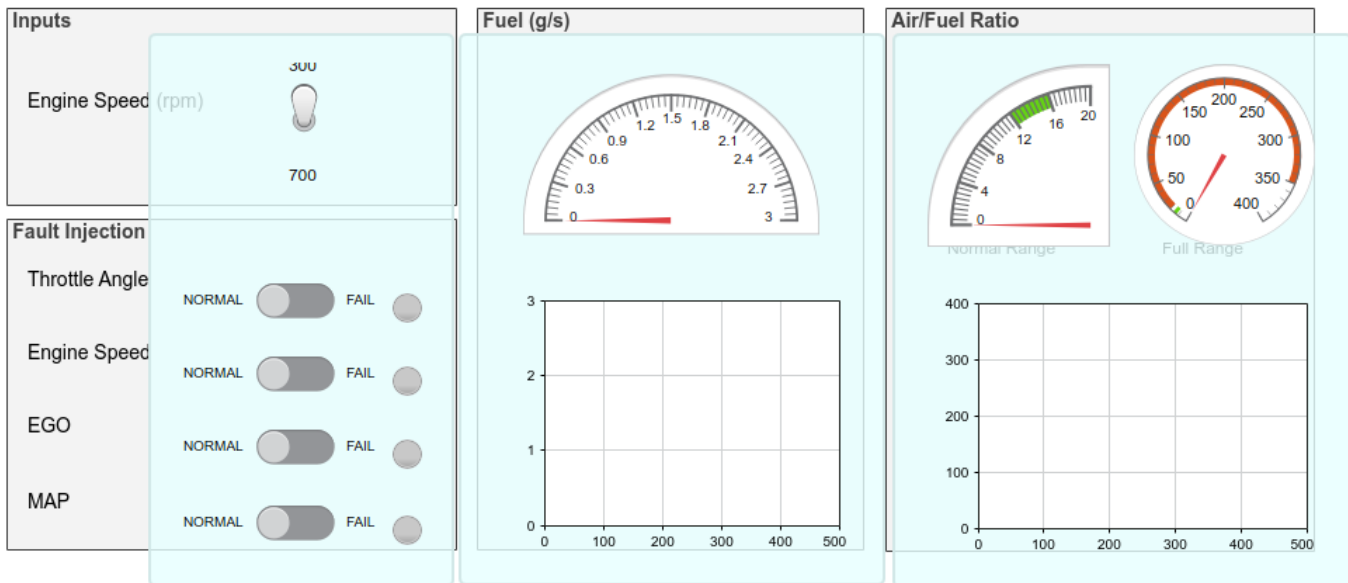 Inputs
Engine Speed (rpm)
300
700
Fault Injection
Throttle Angle
NORMAL FAIL
Engine Speed
NORMAL FAIL
EGO
NORMAL FAIL
MAP
NORMAL FAIL
Fuel (g/s)
0 0.3 0.6 0.9 1.2 1.5 1.8 2.1 2.4 2.7 3
3
2
1
0
0 100 200 300 400 500
Air/Fuel Ratio
0 4 8 12 16 20
Normal Range
0 50 100 150 200 250 300 350 400
Full Range
400
300
200
100
0
0 100 200 300 400 500